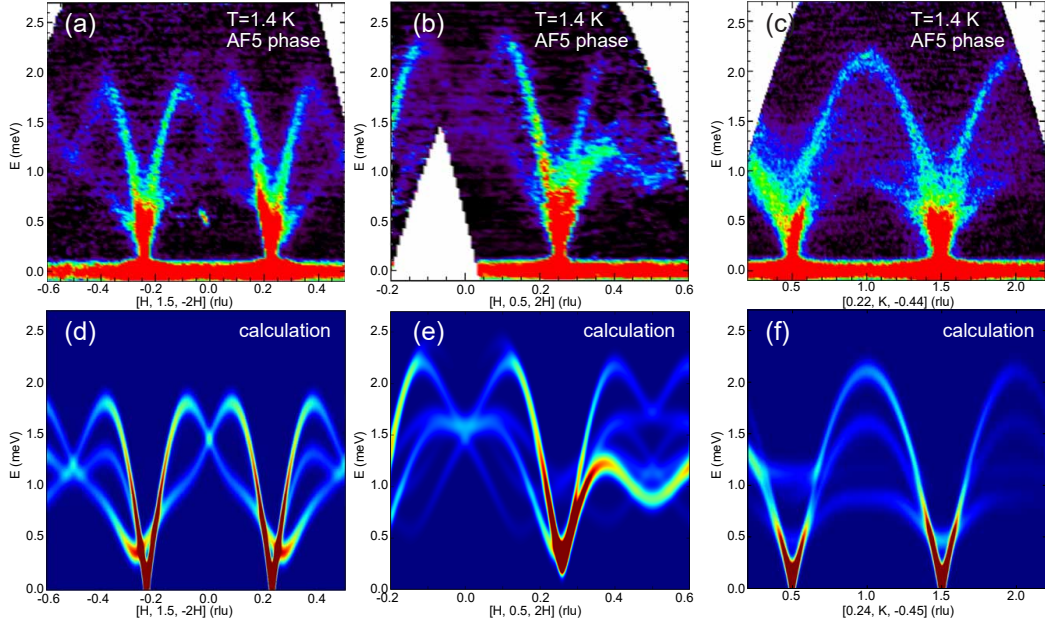 (a) T=1.4 K
AF5 phase
E (meV)
2.5
2.0
1.5
1.0
0.5
0.0
-0.6 -0.4 -0.2 0.0 0.2 0.4
[H, 1.5, -2H] (rlu)
(b) T=1.4 K
AF5 phase
E (meV)
2.5
2.0
1.5
1.0
0.5
0.0
-0.2 0.0 0.2 0.4 0.6
[H, 0.5, 2H] (rlu)
(c) T=1.4 K
AF5 phase
E (meV)
2.5
2.0
1.5
1.0
0.5
0.0
0.5 1.0 1.5 2.0
[0.22, K, -0.44] (rlu)
(d) calculation
E (meV)
2.5
2.0
1.5
1.0
0.5
0.0
-0.6 -0.4 -0.2 0.0 0.2 0.4
[H, 1.5, -2H] (rlu)
(e) calculation
E (meV)
2.5
2.0
1.5
1.0
0.5
0.0
-0.2 0.0 0.2 0.4 0.6
[H, 0.5, 2H] (rlu)
(f) calculation
E (meV)
2.5
2.0
1.5
1.0
0.5
0.0
0.5 1.0 1.5 2.0
[0.24, K, -0.45] (rlu)